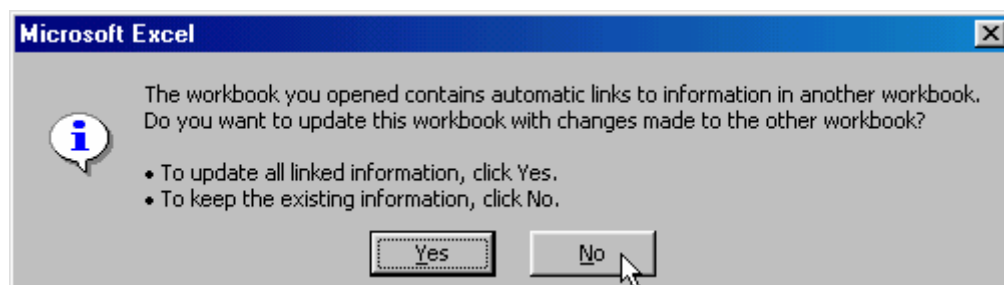 Microsoft Excel
The workbook you opened contains automatic links to information in another workbook.
Do you want to update this workbook with changes made to the other workbook?
• To update all linked information, click Yes.
• To keep the existing information, click No.
Yes No